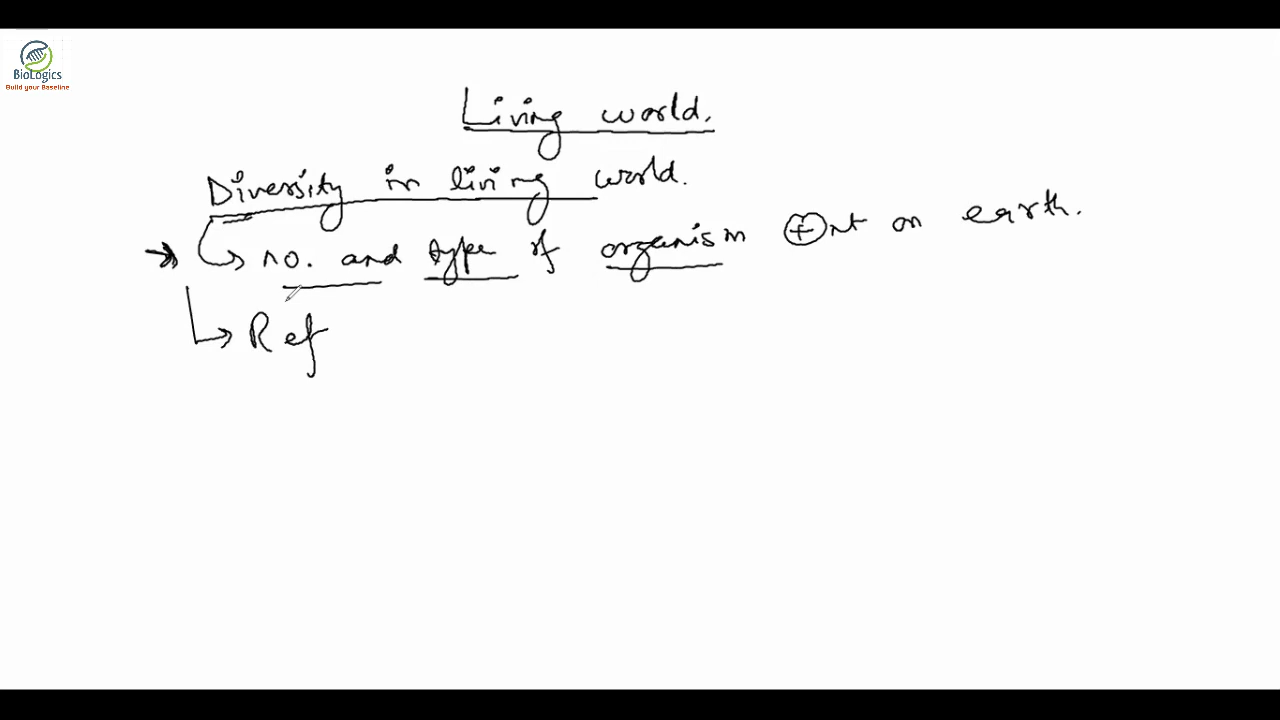 BioLogics
Build your Baseline
Living world.
Diversity in living world.
→ no. and type of organism ⊕nt on earth.
→ Ref